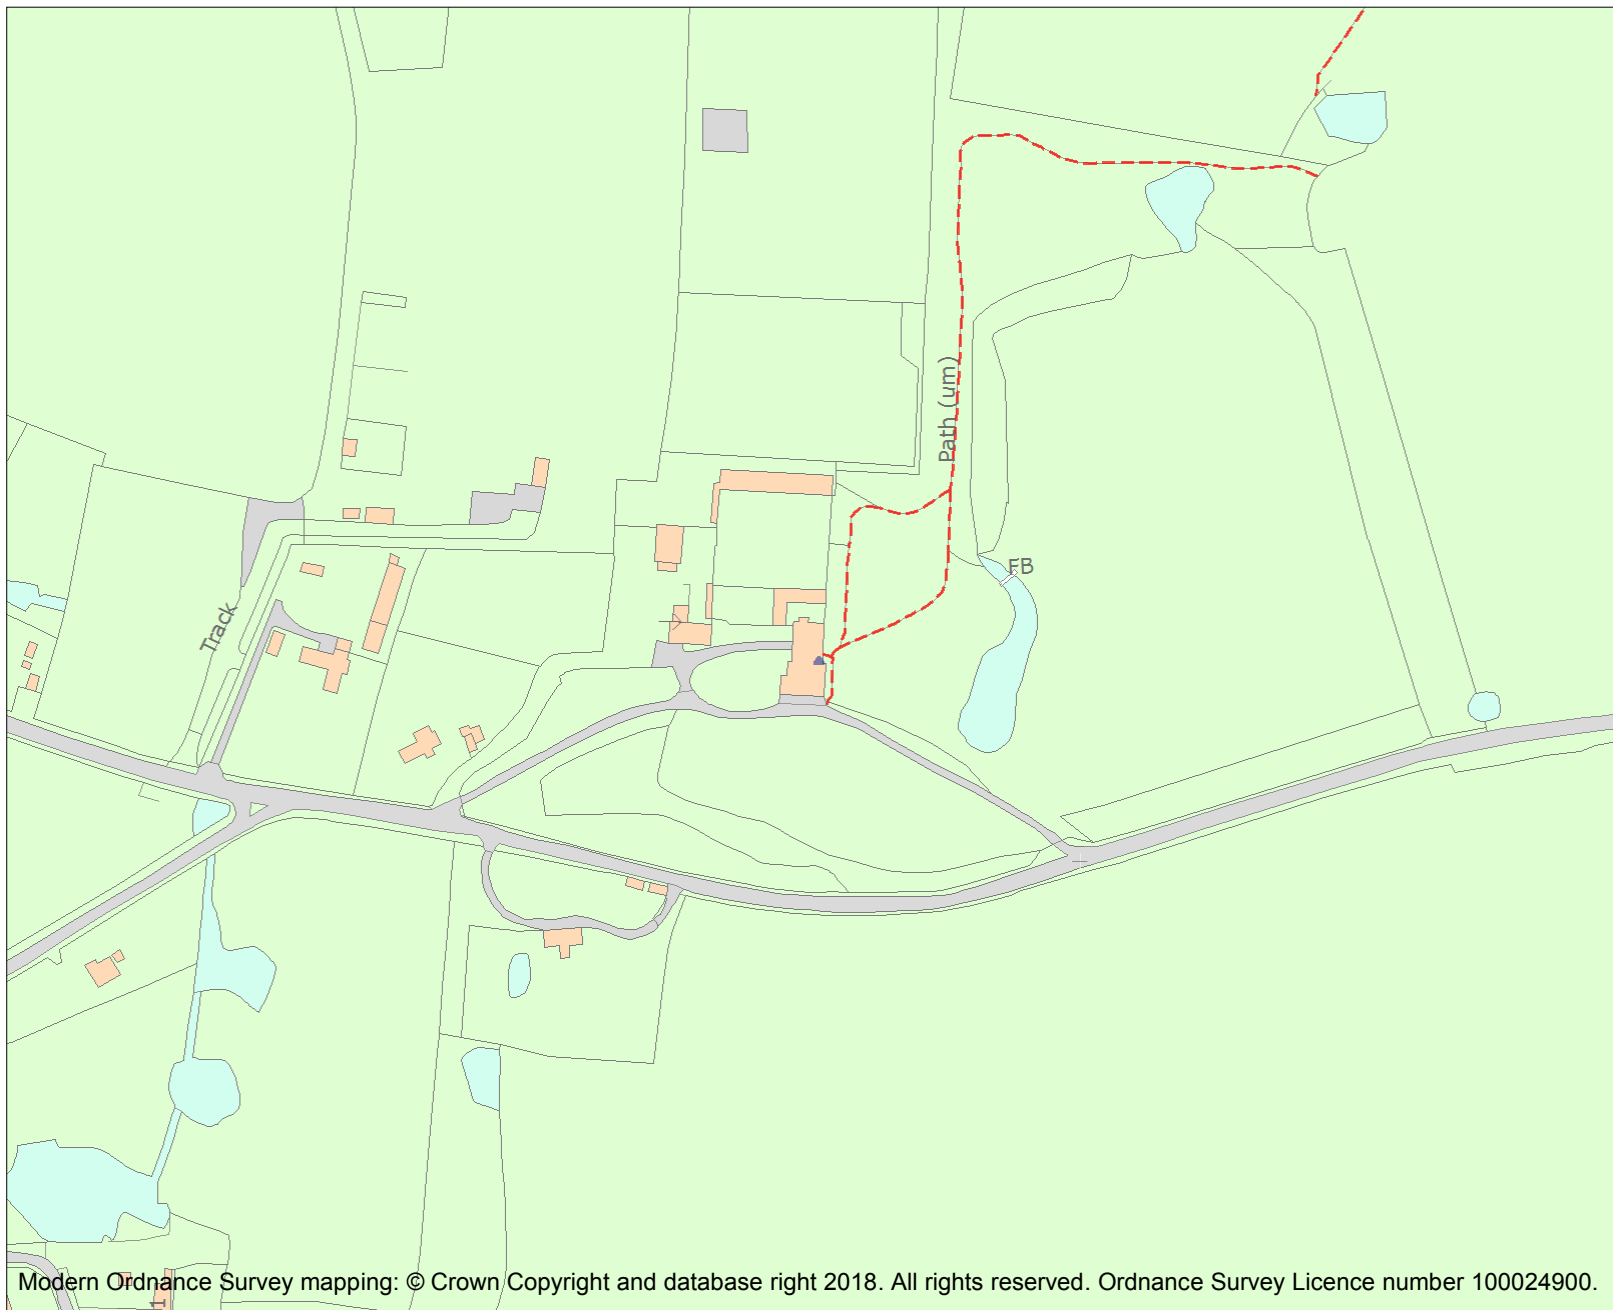 Path (um)
FB
Track
1
Modern Ordnance Survey mapping: © Crown Copyright and database right 2018. All rights reserved. Ordnance Survey Licence number 100024900.